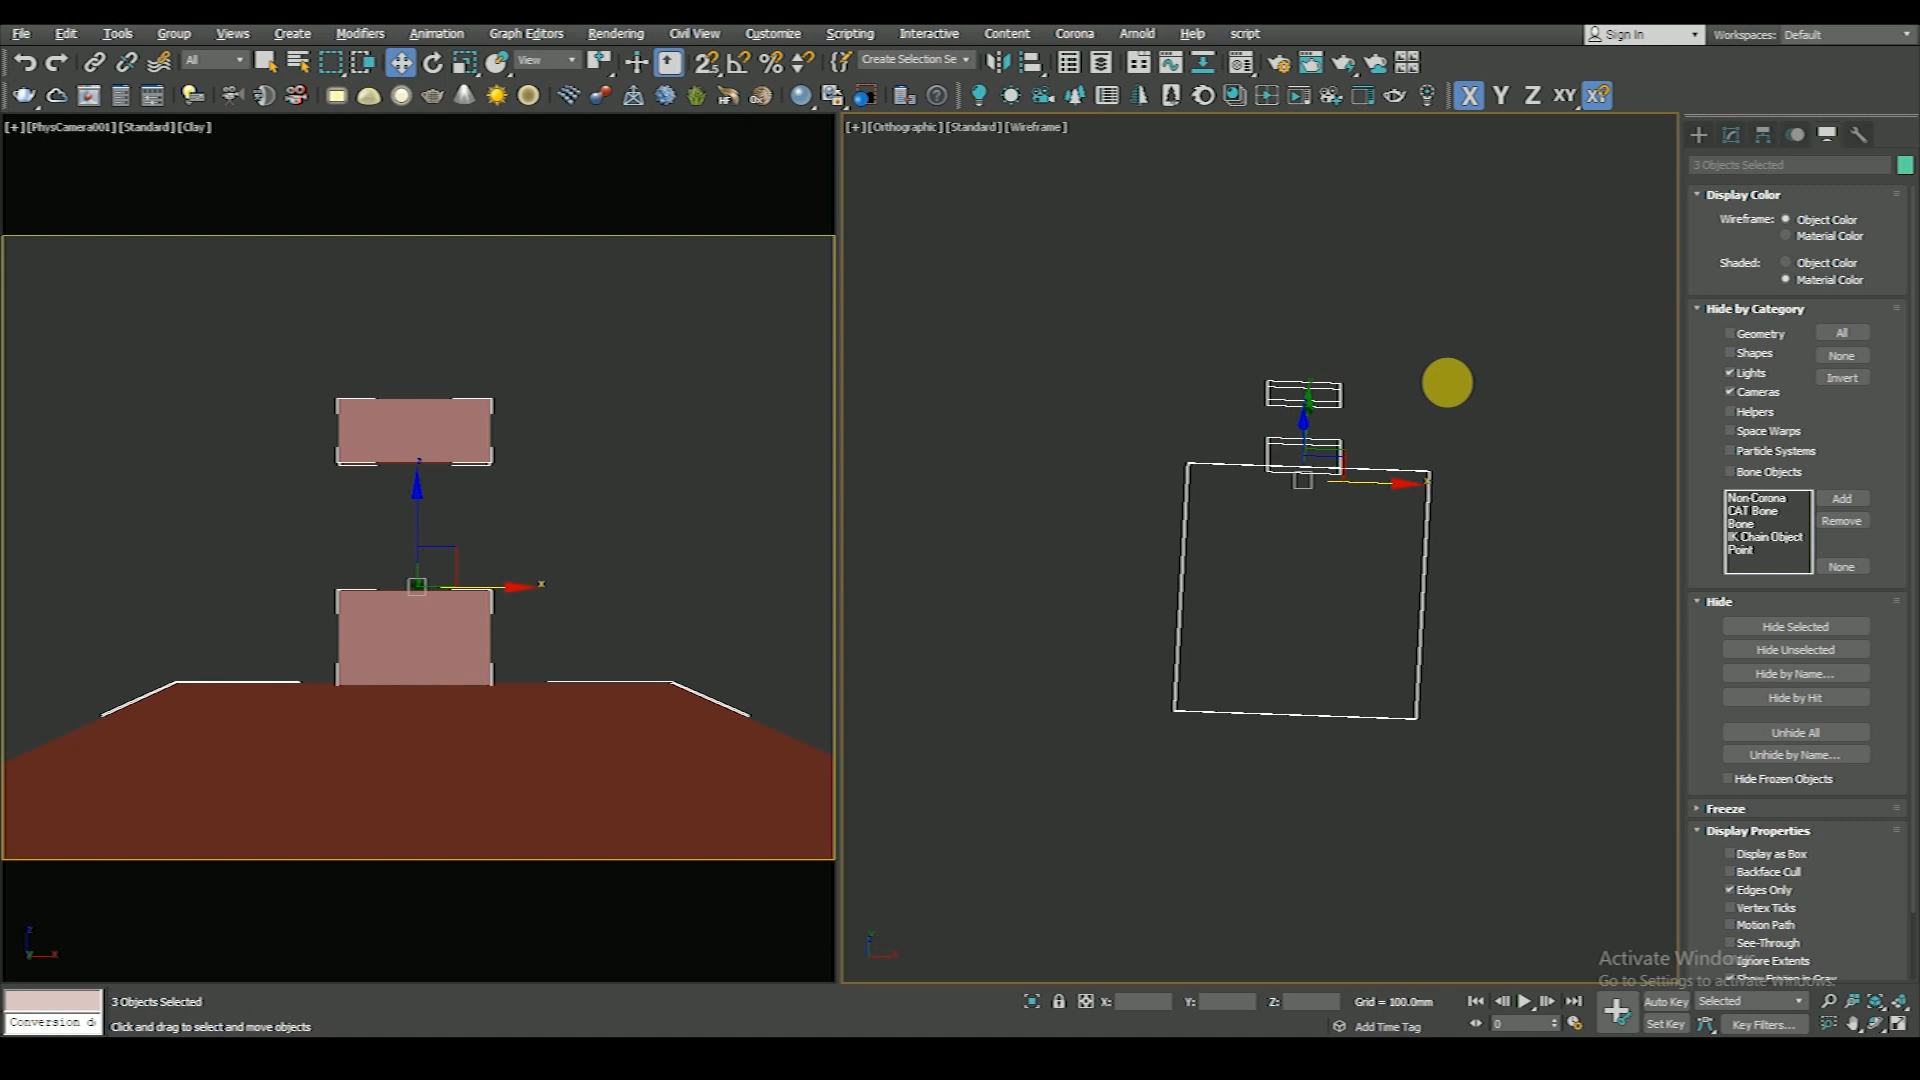 File Edit Tools Group Views Create Modifiers Animation Graph Editors Rendering Civil View Customize Scripting Interactive Content Corona Arnold Help script Sign In Workspaces: Default
All View Create Selection Se
X Y Z XY XY
[+][PhysCamera001][Standard][Clay]
[+][Orthographic][Standard][Wireframe]
3 Objects Selected
Display Color
Wireframe: Object Color
Material Color
Shaded: Object Color
Material Color
Hide by Category
Geometry All
Shapes None
Lights
Invert
Cameras
Helpers
Space Warps
Particle Systems
Bone Objects
Non-Corona Add
CAT Bone
Bone Remove
IK Chain Object
Point
None
Hide
Hide Selected
Hide Unselected
Hide by Name...
Hide by Hit
Unhide All
Unhide by Name...
Hide Frozen Objects
Freeze
Display Properties
Display as Box
Backface Cull
Edges Only
Vertex Ticks
Motion Path
See-Through
Activate Windows
Ignore Extents
Go to Settings to activate Windows.
3 Objects Selected X: Y: Z: Grid = 100.0mm Auto Key Selected
Conversion d Click and drag to select and move objects Add Time Tag 0 Set Key Key Filters...